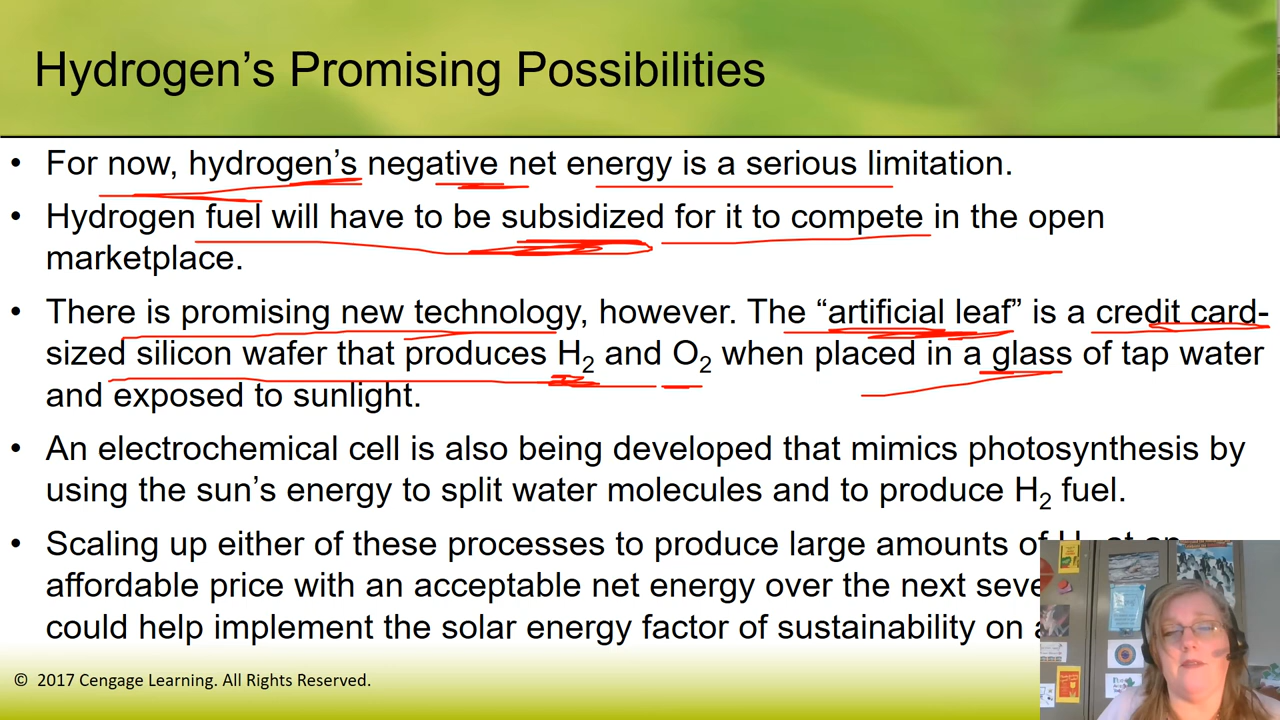 Hydrogen's Promising Possibilities
• For now, hydrogen's negative net energy is a serious limitation.
• Hydrogen fuel will have to be subsidized for it to compete in the open
marketplace.
• There is promising new technology, however. The “artificial leaf” is a credit card-
sized silicon wafer that produces H₂ and O₂ when placed in a glass of tap water
and exposed to sunlight.
• An electrochemical cell is also being developed that mimics photosynthesis by
using the sun's energy to split water molecules and to produce H₂ fuel.
• Scaling up either of these processes to produce large amounts of
affordable price with an acceptable net energy over the next
could help implement the solar energy factor of sustainability on
© 2017 Cengage Learning. All Rights Reserved.